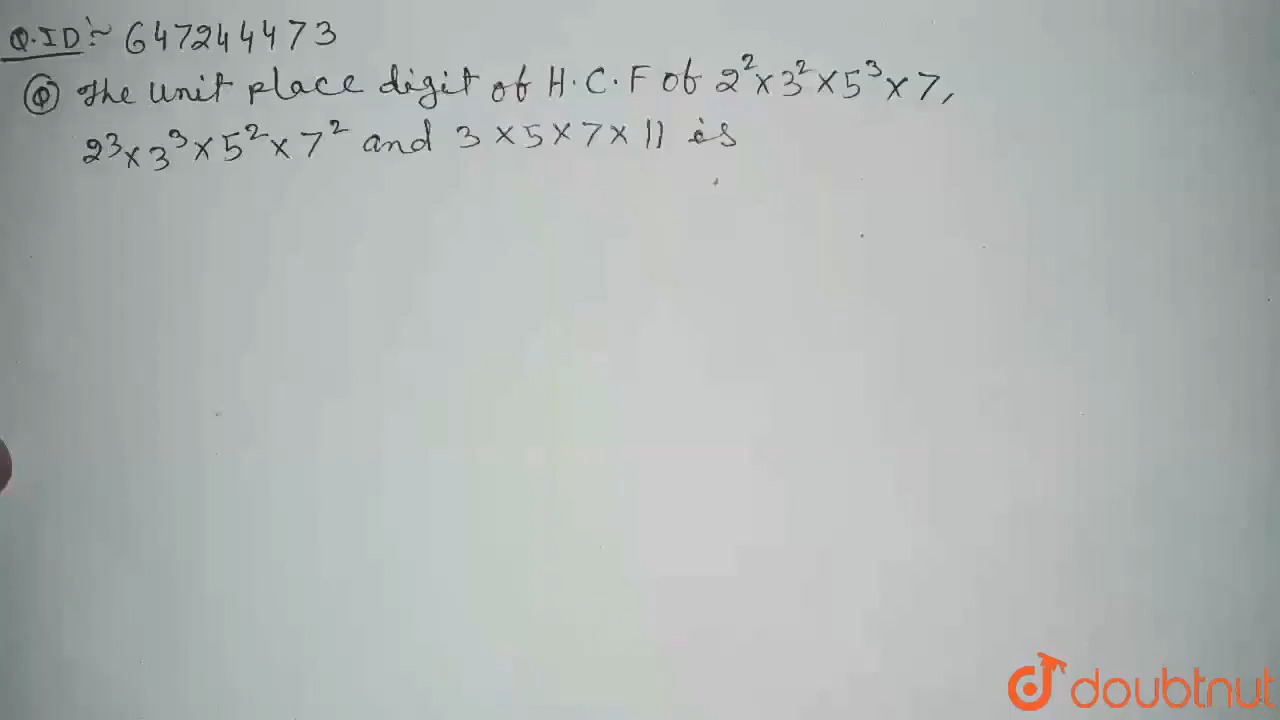 Q.ID:~ 647244473
Q The unit place digit of H.C.F of 2²×3²×5³×7,
2³×3³×5²×7² and 3×5×7×11 is
doubtnut